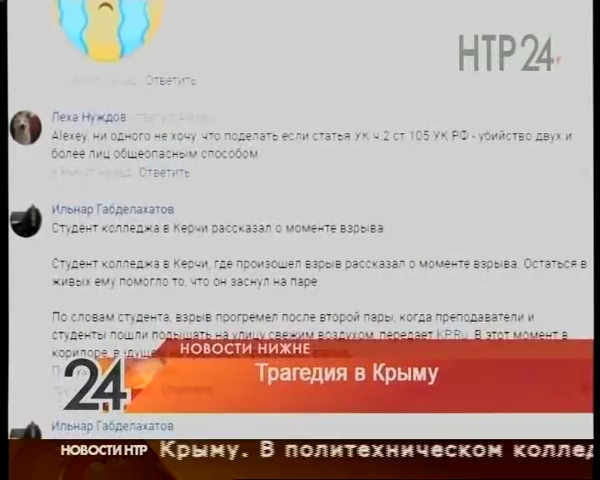 НТР 24
Ответить
Леха Нуждов
Alexey, ни одного не хочу, что поделать если статья УК ч.2 ст 105 УК РФ - убийство двух и
более лиц общеопасным способом
Ответить
Ильнар Габделахатов
Студент колледжа в Керчи рассказал о моменте взрыва
Студент колледжа в Керчи, где произошел взрыв рассказал о моменте взрыва. Остаться в
живых ему помогло то, что он заснул на паре
По словам студента, взрыв прогремел после второй пары, когда преподаватели и
студенты пошли подышать на улицу свежим воздухом, передает KP.Ru. В этот момент в
НОВОСТИ НИЖНЕ
Трагедия в Крыму
24
Ильнар Габделахатов
НОВОСТИ НТР
Крыму. В политехническом коллед